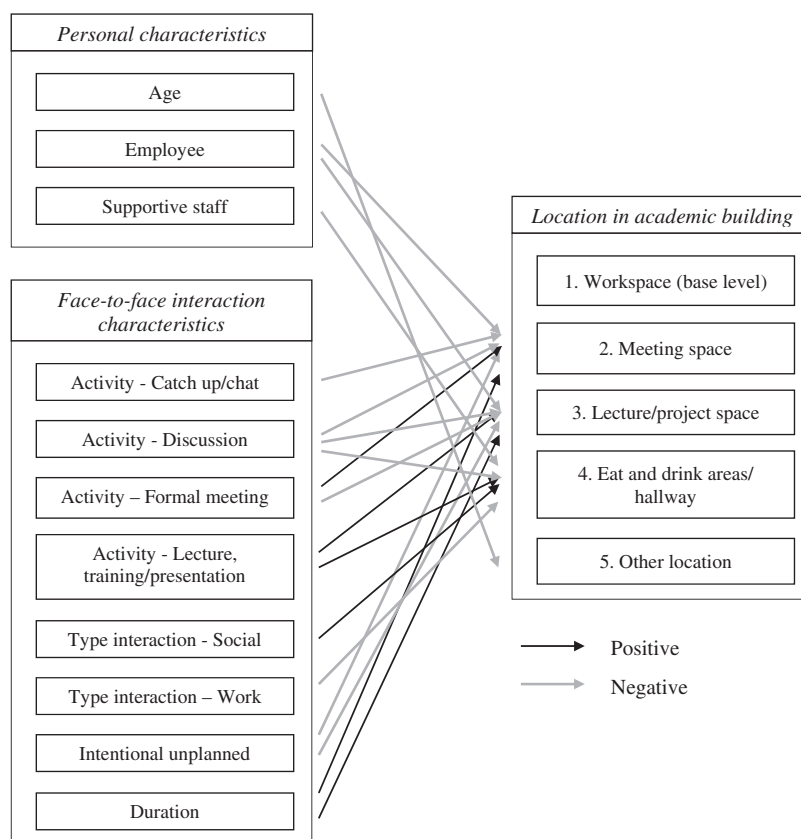 Personal characteristics
Age
Employee
Supportive staff
Face-to-face interaction
characteristics
Activity - Catch up/chat
Activity - Discussion
Activity – Formal meeting
Activity - Lecture,
training/presentation
Type interaction - Social
Type interaction – Work
Intentional unplanned
Duration
Location in academic building
1. Workspace (base level)
2. Meeting space
3. Lecture/project space
4. Eat and drink areas/
hallway
5. Other location
Positive
Negative